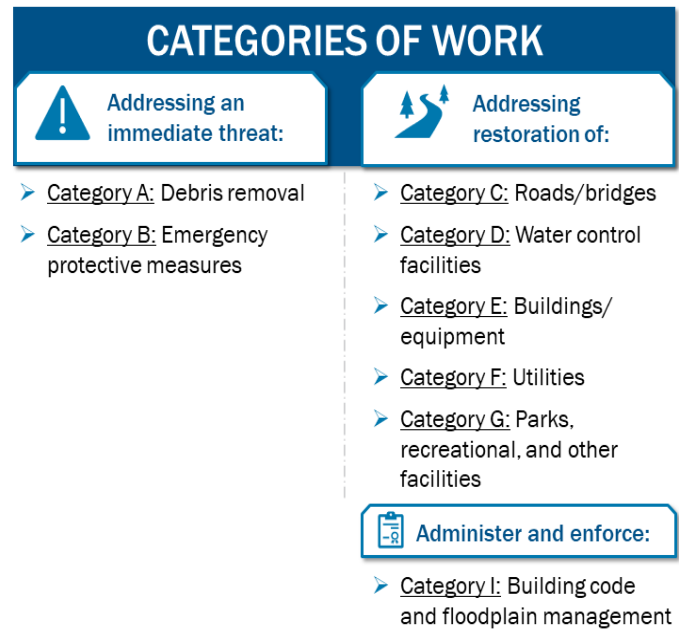 CATEGORIES OF WORK
Addressing an
immediate threat:
Category A: Debris removal
Category B: Emergency
protective measures
Addressing
restoration of:
Category C: Roads/bridges
Category D: Water control
facilities
Category E: Buildings/
equipment
Category F: Utilities
Category G: Parks,
recreational, and other
facilities
Administer and enforce:
Category I: Building code
and floodplain management